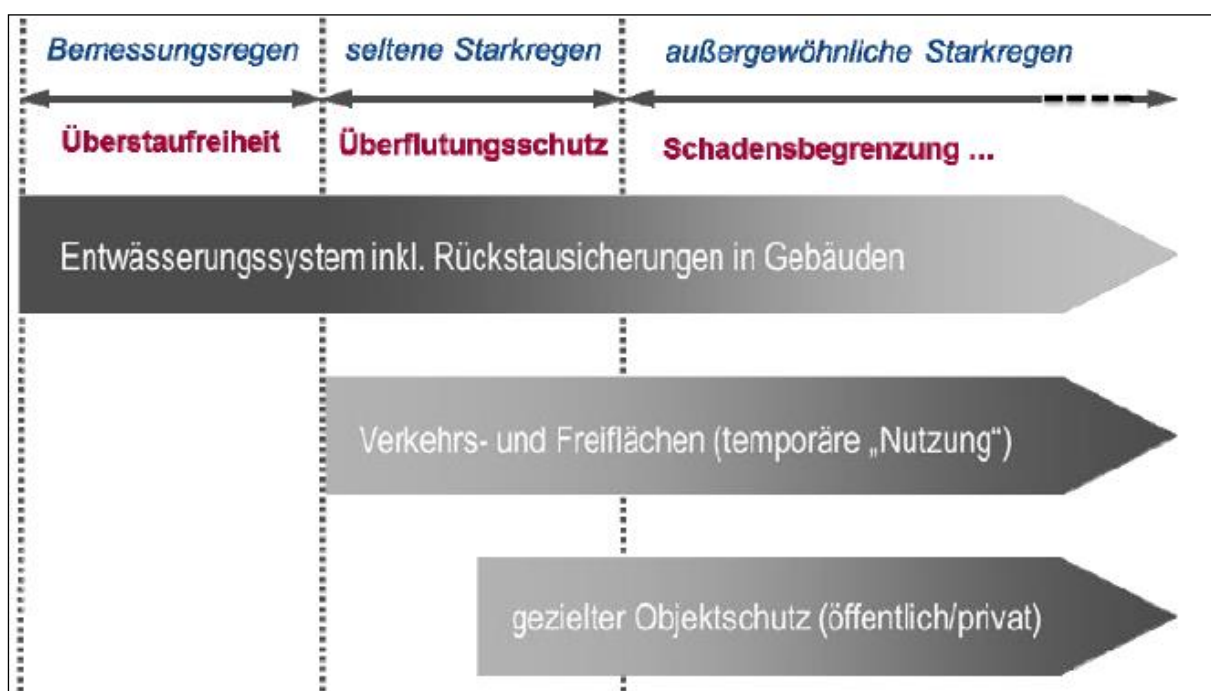 Bemessungsregen seltene Starkregen außergewöhnliche Starkregen
Überstaufreiheit Überflutungsschutz Schadensbegrenzung ...
Entwässerungssystem inkl. Rückstausicherungen in Gebäuden
Verkehrs- und Freiflächen (temporäre „Nutzung“)
gezielter Objektschutz (öffentlich/privat)